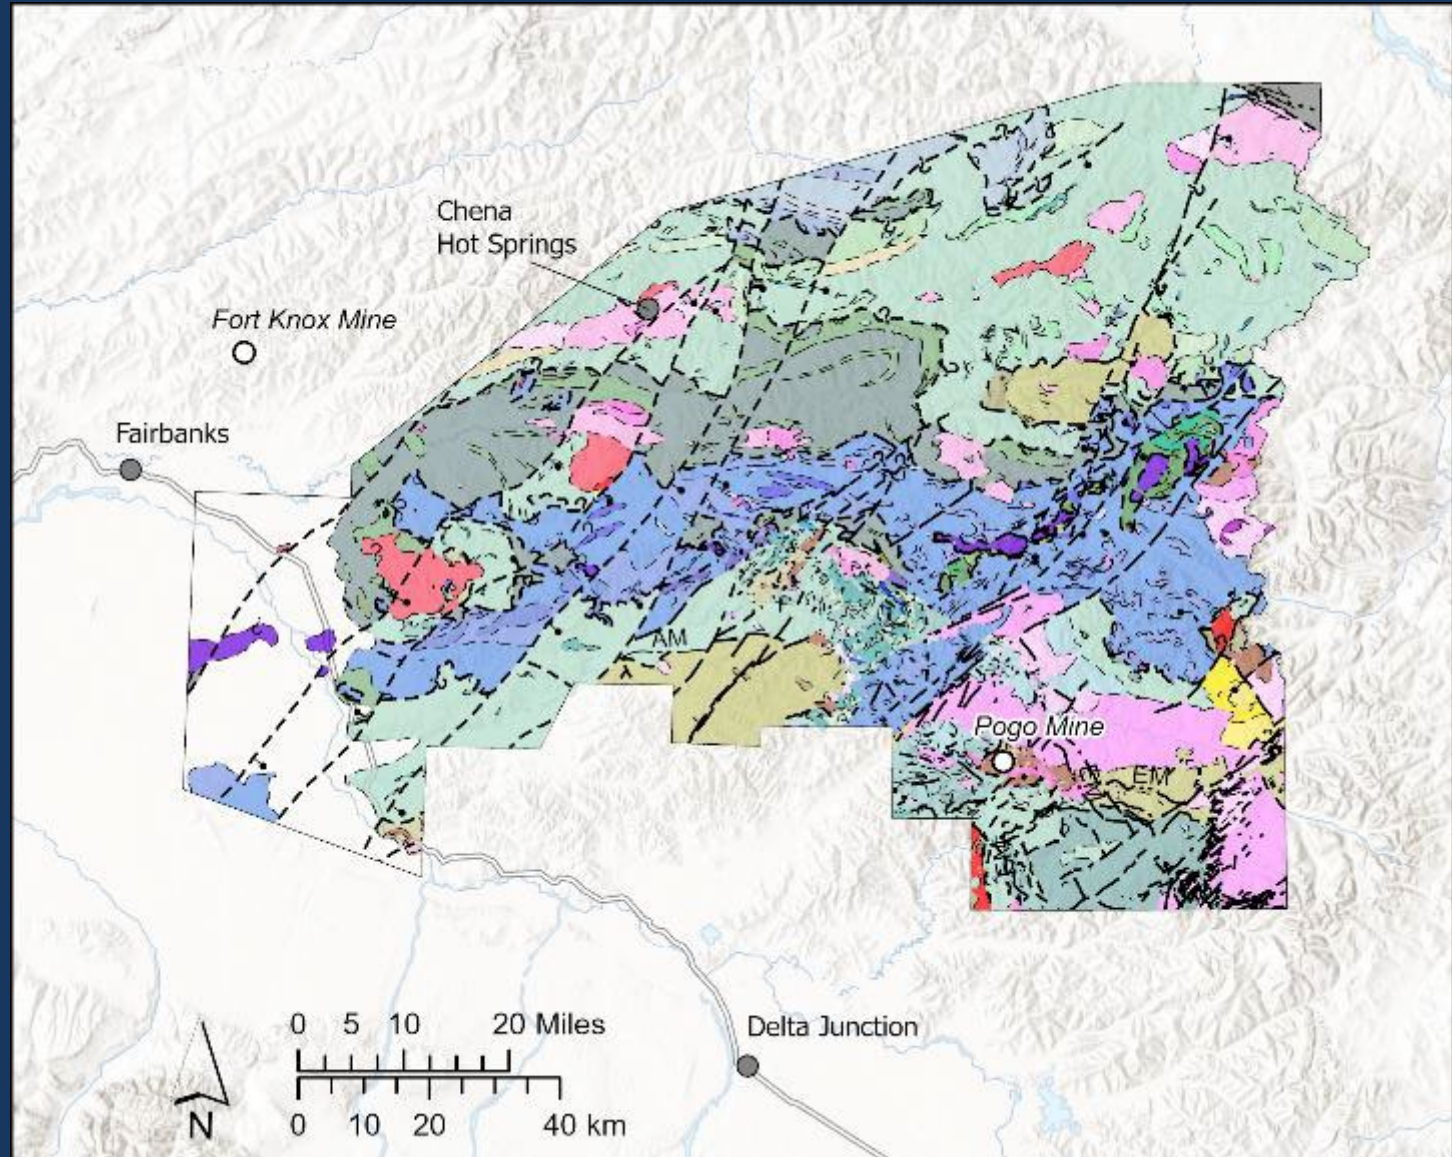 Chena
Hot Springs
Fort Knox Mine
Fairbanks
AM
Pogo Mine
EM
0 5 10 20 Miles
0 10 20 40 km
N
Delta Junction